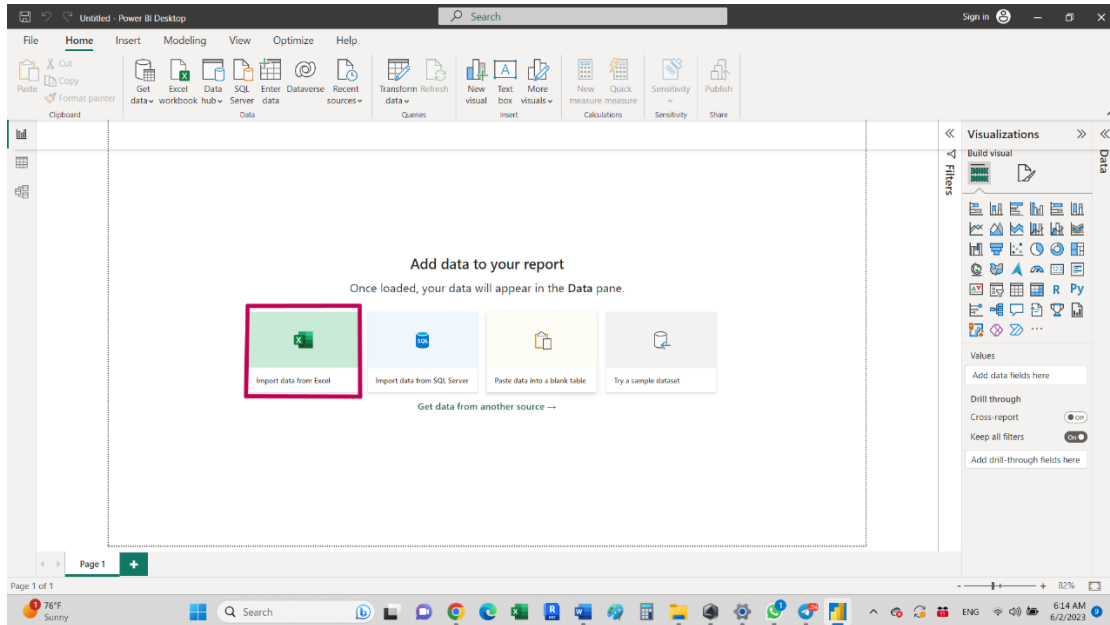 Untitled - Power BI Desktop
Search
Sign in
File Home Insert Modeling View Optimize Help
Paste
Cut
Copy
Format painter
Clipboard
Get data
Excel workbook
Data hub
SQL Server
Enter data
Dataverse
Recent sources
Data
Transform data
Refresh
Queries
New visual
Text box
More visuals
Insert
New measure
Quick measure
Calculations
Sensitivity
Sensitivity
Publish
Share
Visualizations
Data
Build visual
Filters
Add data to your report
Once loaded, your data will appear in the Data pane.
Import data from Excel
SQL
Import data from SQL Server
Paste data into a blank table
Try a sample dataset
Get data from another source →
R Py
Values
Add data fields here
Drill through
Cross-report
Off
Keep all filters
On
Add drill-through fields here
Page 1
Page 1 of 1
82%
1
76°F
Sunny
Search
ENG
6:14 AM
6/2/2023